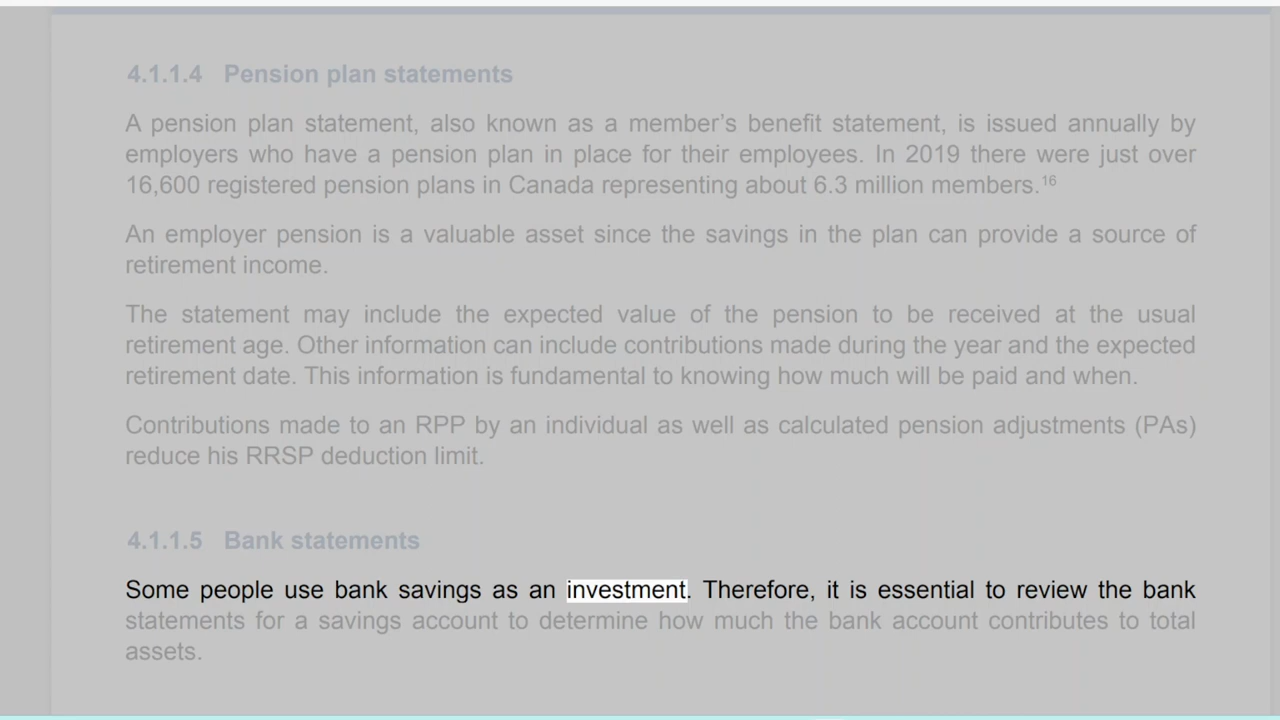 4.1.1.4 Pension plan statements
A pension plan statement, also known as a member’s benefit statement, is issued annually by
employers who have a pension plan in place for their employees. In 2019 there were just over
16,600 registered pension plans in Canada representing about 6.3 million members.16
An employer pension is a valuable asset since the savings in the plan can provide a source of
retirement income.
The statement may include the expected value of the pension to be received at the usual
retirement age. Other information can include contributions made during the year and the expected
retirement date. This information is fundamental to knowing how much will be paid and when.
Contributions made to an RPP by an individual as well as calculated pension adjustments (PAs)
reduce his RRSP deduction limit.
4.1.1.5 Bank statements
Some people use bank savings as an investment. Therefore, it is essential to review the bank
statements for a savings account to determine how much the bank account contributes to total
assets.